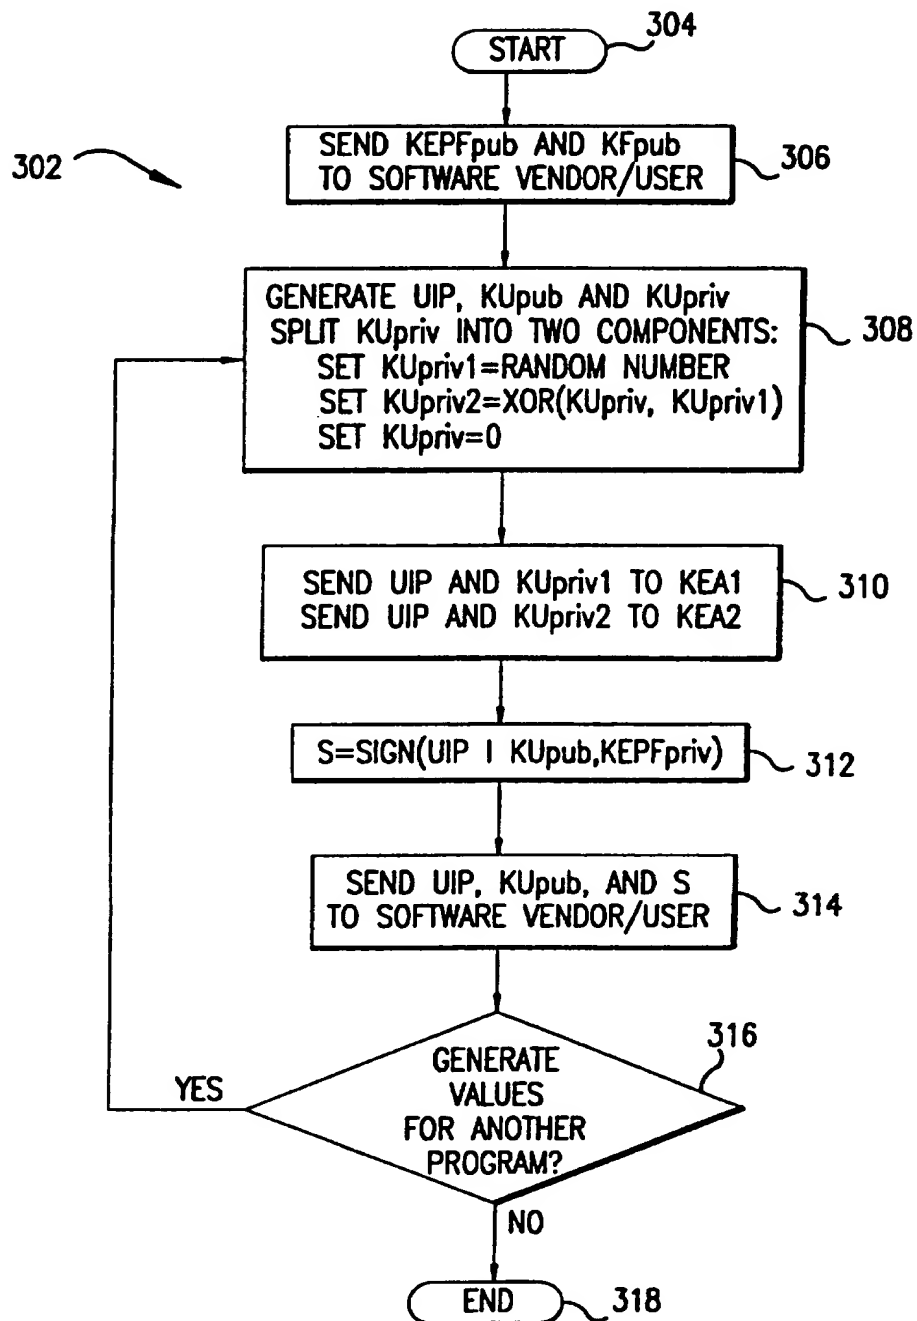 START
304
302
SEND KEPFpub AND KFpub
TO SOFTWARE VENDOR/USER
306
GENERATE UIP, KUpub AND KUpriv
SPLIT KUpriv INTO TWO COMPONENTS:
SET KUpriv1=RANDOM NUMBER
SET KUpriv2=XOR(KUpriv, KUpriv1)
SET KUpriv=0
308
SEND UIP AND KUpriv1 TO KEA1
SEND UIP AND KUpriv2 TO KEA2
310
S=SIGN(UIP | KUpub,KEPFpriv)
312
SEND UIP, KUpub, AND S
TO SOFTWARE VENDOR/USER
314
316
GENERATE
VALUES
FOR ANOTHER
PROGRAM?
YES
NO
END
318